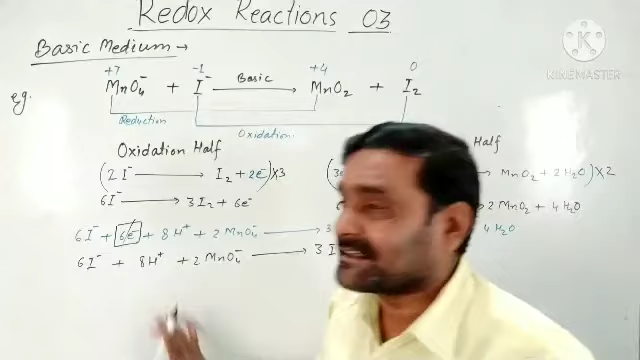 Redox Reactions 03
Basic Medium →
+7 -1 +4 0
eg. MnO₄⁻ + I⁻ —Basic→ MnO₂ + I₂
Reduction
Oxidation
Oxidation Half Half
(2I⁻ → I₂ + 2e⁻)×3 (3e MnO₂ + 2H₂O)×2
6I⁻ → 3I₂ + 6e⁻ 2MnO₂ + 4H₂O
6I⁻ + 6e⁻ + 8H⁺ + 2MnO₄⁻ → 3 4H₂O
6I⁻ + 8H⁺ + 2MnO₄⁻ → 3I
KINEMASTER